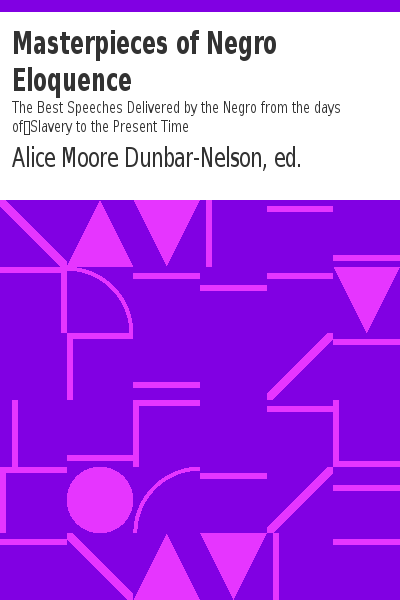 Masterpieces of Negro
Eloquence
The Best Speeches Delivered by the Negro from the days
of▯Slavery to the Present Time
Alice Moore Dunbar-Nelson, ed.